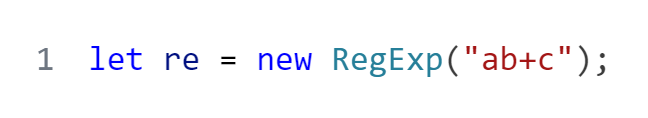 1 let re = new RegExp("ab+c");